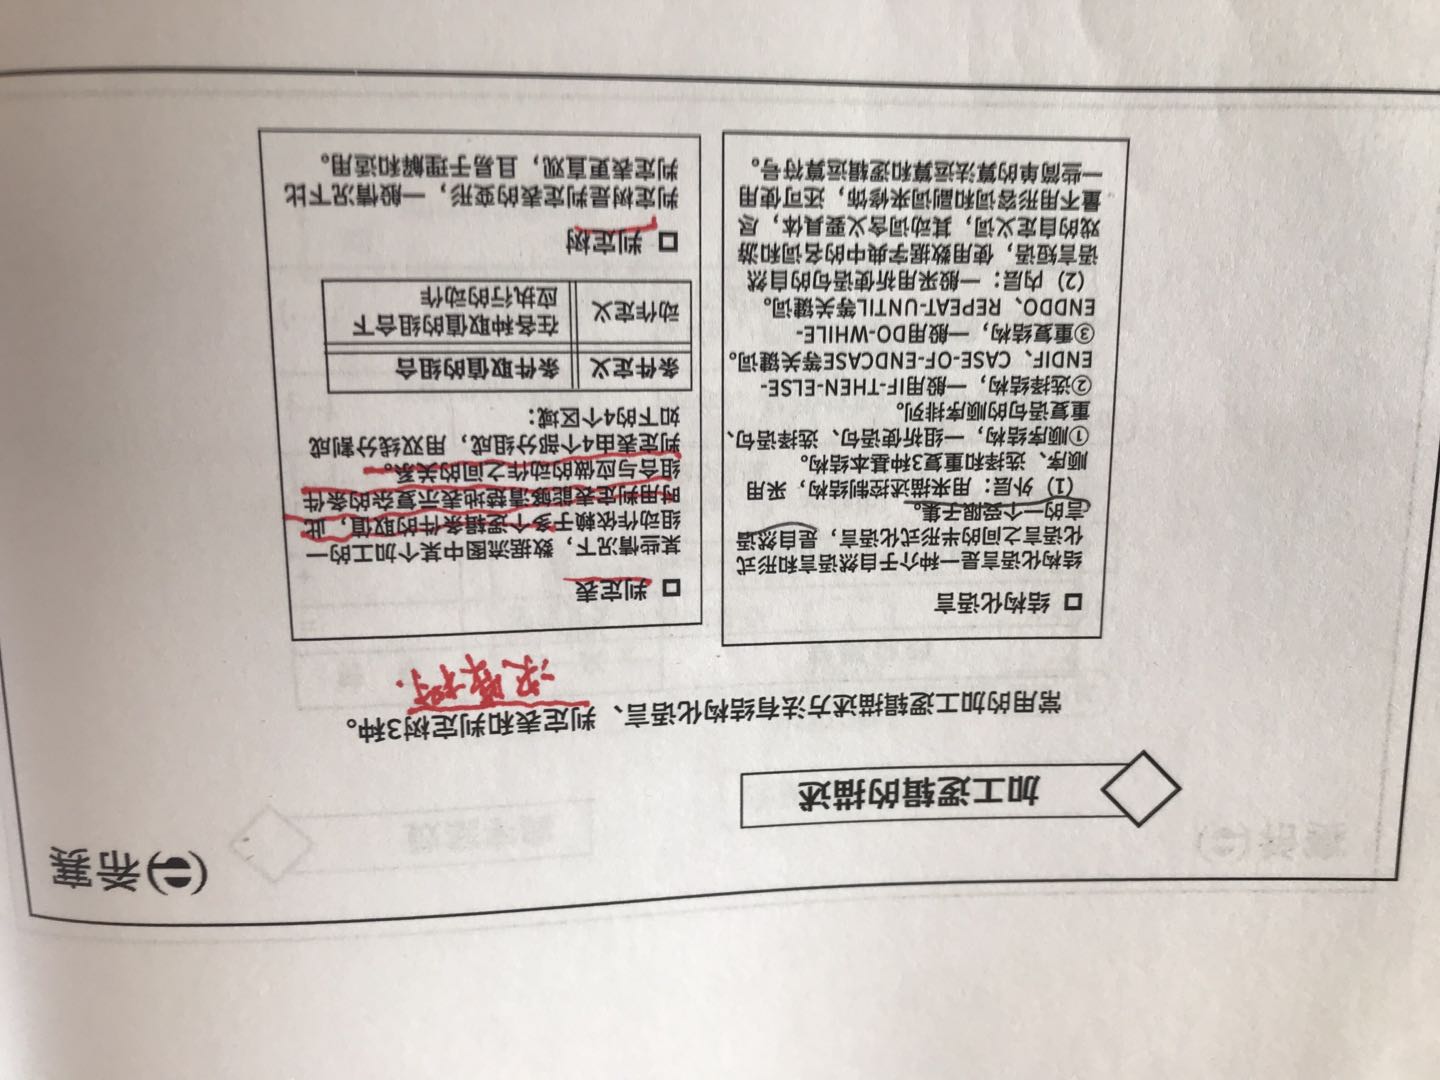 希赛
加工逻辑的描述
常用的加工逻辑描述方法有结构化语言、判定表和判定树3种。
决策树.
结构化语言
结构化语言是一种介于自然语言和形式
化语言之间的半形式化语言，是自然语
言的一个受限子集。
（1）外层：用来描述控制结构，采用
顺序、选择和重复3种基本结构。
①顺序结构，一组祈使语句、选择语句、
重复语句的顺序排列。
②选择结构，一般用IF-THEN-ELSE-
ENDIF、CASE-OF-ENDCASE等关键词。
③重复结构，一般用DO-WHILE-
ENDDO、REPEAT-UNTIL等关键词。
（2）内层：一般采用祈使语句的自然
语言短语，使用数据字典中的名词和游
戏的自定义词，其动词含义要具体，尽
量不用形容词和副词来修饰，还可使用
一些简单的算法运算和逻辑运算符号。
判定表
某些情况下，数据流图中某个加工的一
组动作依赖于多个逻辑条件的取值，此
时用判定表能够清楚地表示复杂的条件
组合与应做的动作之间的关系。
判定表由4个部分组成，用双线分割成
如下的4个区域：
条件定义 条件取值的组合
动作定义 在各种取值的组合下
应执行的动作
判定树
判定树是判定表的变形，一般情况下比
判定表更直观，且易于理解和适用。